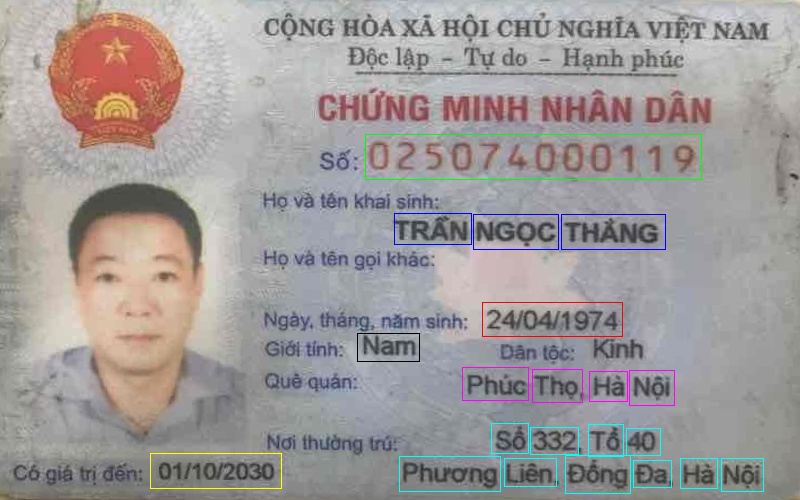 CỘNG HÒA XÃ HỘI CHỦ NGHĨA VIỆT NAM
Độc lập - Tự do - Hạnh phúc
CHỨNG MINH NHÂN DÂN
Số: 025074000119
Họ và tên khai sinh:
TRẦN NGỌC THẮNG
Họ và tên gọi khác:
Ngày, tháng, năm sinh: 24/04/1974
Giới tính: Nam Dân tộc: Kinh
Quê quán: Phúc Thọ, Hà Nội
Nơi thường trú: Số 332, Tổ 40
Phương Liên, Đống Đa, Hà Nội
Có giá trị đến: 01/10/2030